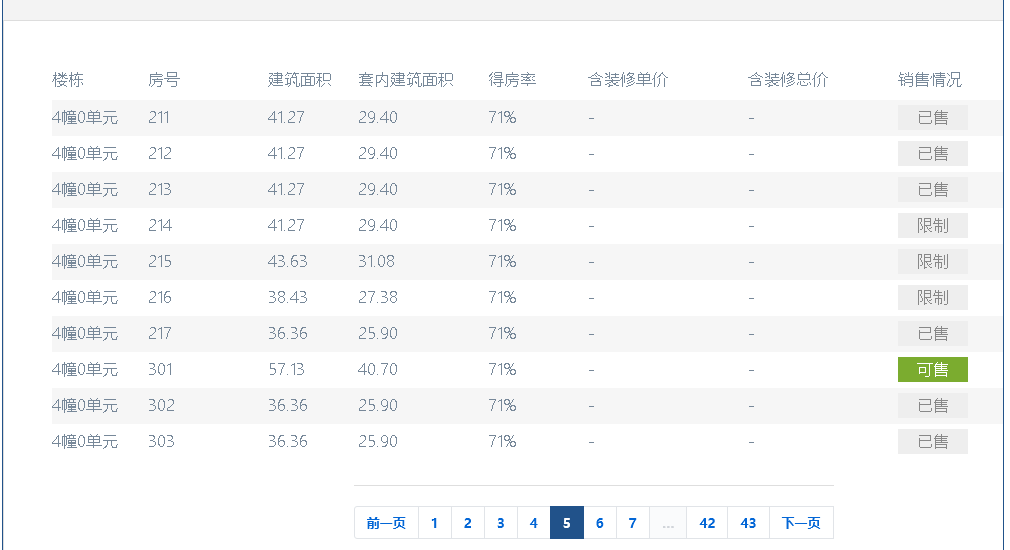 楼栋 房号 建筑面积 套内建筑面积 得房率 含装修单价 含装修总价 销售情况
4幢0单元 211 41.27 29.40 71% - - 已售
4幢0单元 212 41.27 29.40 71% - - 已售
4幢0单元 213 41.27 29.40 71% - - 已售
4幢0单元 214 41.27 29.40 71% - - 限制
4幢0单元 215 43.63 31.08 71% - - 限制
4幢0单元 216 38.43 27.38 71% - - 限制
4幢0单元 217 36.36 25.90 71% - - 已售
4幢0单元 301 57.13 40.70 71% - - 可售
4幢0单元 302 36.36 25.90 71% - - 已售
4幢0单元 303 36.36 25.90 71% - - 已售
前一页 1 2 3 4 5 6 7 ... 42 43 下一页